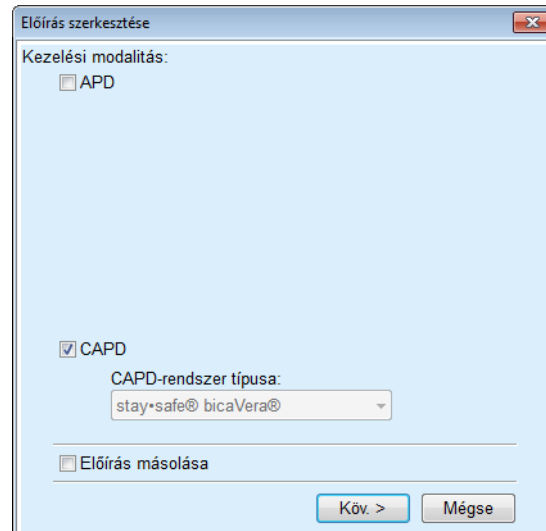 Előírás szerkesztése
Kezelési modalitás:
APD
CAPD
CAPD-rendszer típusa:
stay•safe® bicaVera®
Előírás másolása
Köv. >
Mégse